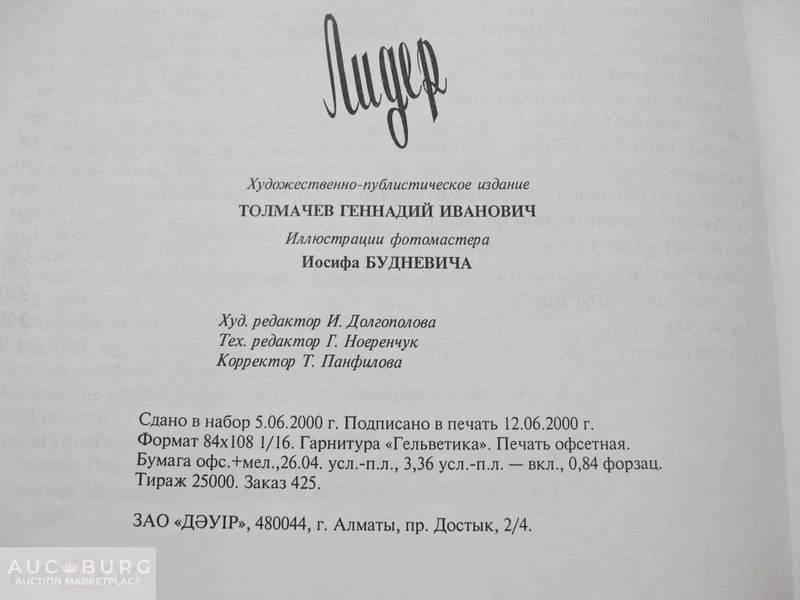 Лидер
Художественно-публистическое издание
ТОЛМАЧЕВ ГЕННАДИЙ ИВАНОВИЧ
Иллюстрации фотомастера
Иосифа БУДНЕВИЧА
Худ. редактор И. Долгополова
Тех. редактор Г. Ноеренчук
Корректор Т. Панфилова
Сдано в набор 5.06.2000 г. Подписано в печать 12.06.2000 г.
Формат 84х108 1/16. Гарнитура «Гельветика». Печать офсетная.
Бумага офс.+мел.,26.04. усл.-п.л., 3,36 усл.-п.л. — вкл., 0,84 форзац.
Тираж 25000. Заказ 425.
ЗАО «ДӘУІР», 480044, г. Алматы, пр. Достык, 2/4.
AUCBURG
AUCTION MARKETPLACE